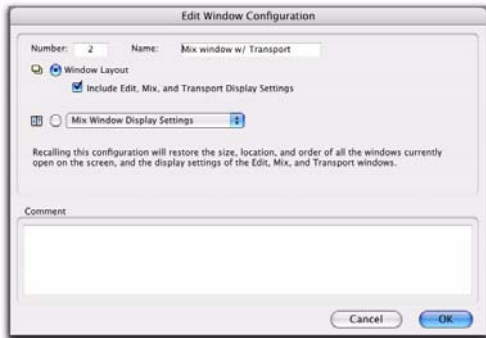 Edit Window Configuration
Number: 2 Name: Mix window w/ Transport
Window Layout
Include Edit, Mix, and Transport Display Settings
Mix Window Display Settings
Recalling this configuration will restore the size, location, and order of all the windows currently
open on the screen, and the display settings of the Edit, Mix, and Transport windows.
Comment
Cancel OK